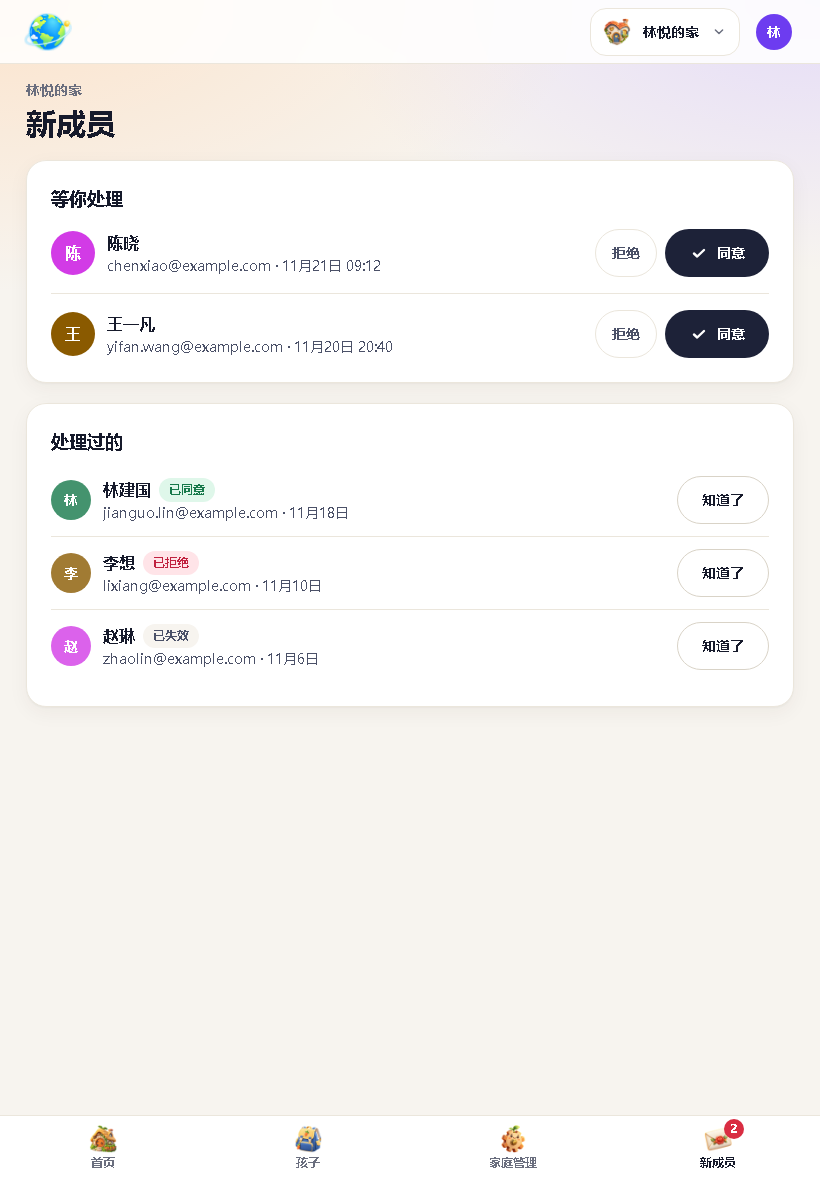 林悦的家
林
林悦的家
新成员
等你处理
陈
陈晓
chenxiao@example.com · 11月21日 09:12
拒绝
同意
王
王一凡
yifan.wang@example.com · 11月20日 20:40
拒绝
同意
处理过的
林
林建国
已同意
jianguo.lin@example.com · 11月18日
知道了
李
李想
已拒绝
lixiang@example.com · 11月10日
知道了
赵
赵琳
已失效
zhaolin@example.com · 11月6日
知道了
首页
孩子
家庭管理
2
新成员